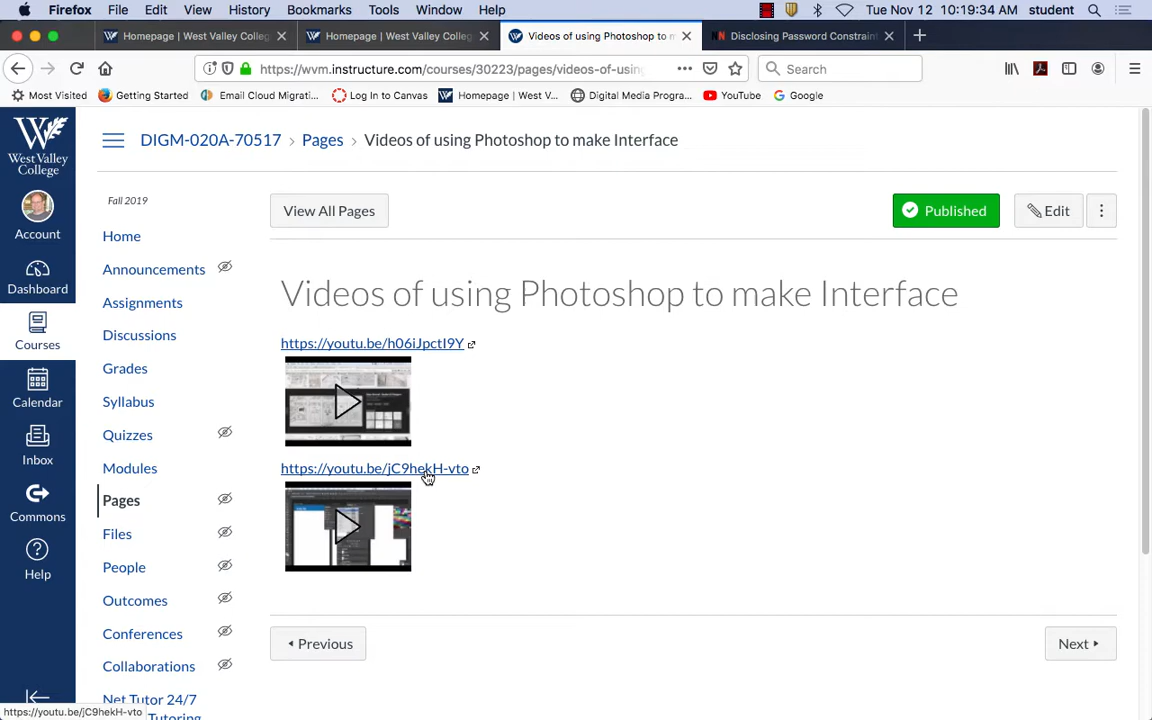 Firefox File Edit View History Bookmarks Tools Window Help Tue Nov 12 10:19:34 AM student
Homepage | West Valley Colleg Homepage | West Valley Colleg Videos of using Photoshop to m Disclosing Password Constraint
https://wvm.instructure.com/courses/30223/pages/videos-of-using Search
Most Visited Getting Started Email Cloud Migrati... Log In to Canvas Homepage | West V... Digital Media Progra... YouTube Google
West Valley College
Account
Dashboard
Courses
Calendar
Inbox
Commons
Help
DIGM-020A-70517 › Pages › Videos of using Photoshop to make Interface
Fall 2019
Home
Announcements
Assignments
Discussions
Grades
Syllabus
Quizzes
Modules
Pages
Files
People
Outcomes
Conferences
Collaborations
Net Tutor 24/7
Tutoring
View All Pages Published Edit
Videos of using Photoshop to make Interface
https://youtu.be/h06iJpctI9Y
https://youtu.be/jC9hekH-vto
Previous Next
https://youtu.be/jC9hekH-vto